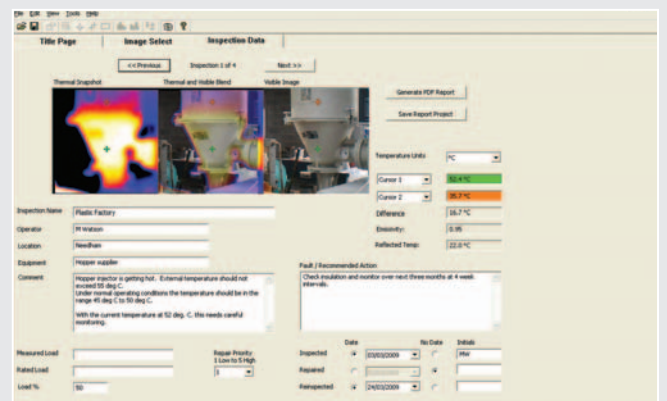 File Edit View Tools Help
Title Page Image Select Inspection Data
<< Previous Inspection 1 of 4 Next >>
Thermal Snapshot Thermal and Visible Blend Visible Image
Generate PDF Report
Save Report Project
Temperature Units °C
Cursor 1 52.4 °C
Cursor 2 35.7 °C
Difference 16.7 °C
Emissivity: 0.95
Reflected Temp: 22.0 °C
Inspection Name Plastic Factory
Operator M Watson
Location Needham
Equipment Hopper supplier
Comment
Hopper injector is getting hot. External temperature should not
exceed 55 deg C.
Under normal operating conditions the temperature should be in the
range 45 deg C to 50 deg C.
With the current temperature at 52 deg. C. this needs careful
monitoring.
Fault / Recommended Action
Check insulation and monitor over next three months at 4 week
intervals.
Measured Load
Rated Load
Load % 50
Repair Priority
1 Low to 5 High
Date No Date Initials
Inspected 03/03/2009 MW
Repaired
Reinspected 24/03/2009